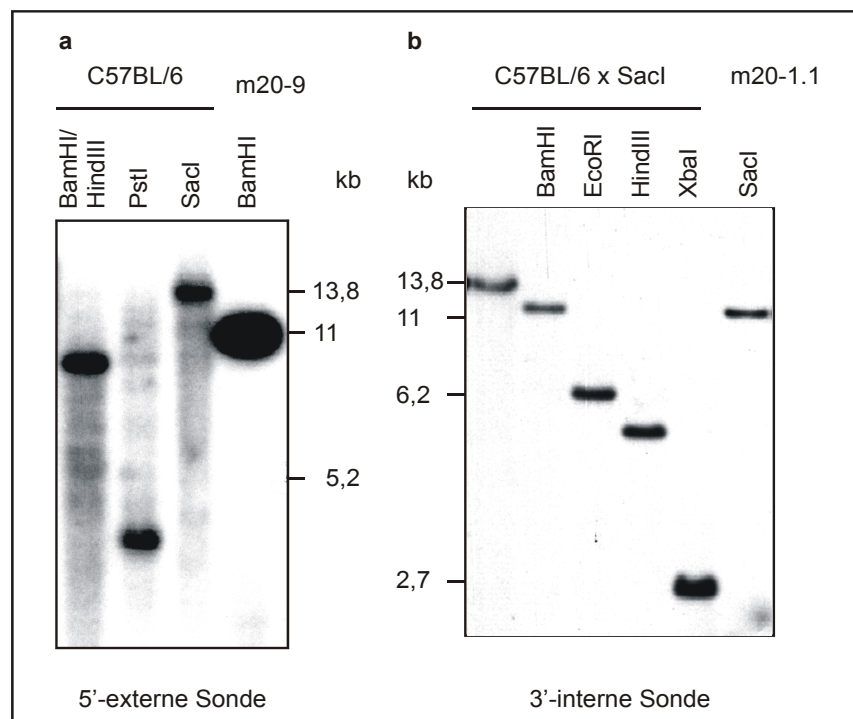 a
C57BL/6
m20-9
BamHI/
HindIII
PstI
SacI
BamHI
kb
13,8
11
5,2
5’-externe Sonde
b
C57BL/6 x SacI
m20-1.1
kb
BamHI
EcoRI
HindIII
XbaI
SacI
13,8
11
6,2
2,7
3’-interne Sonde